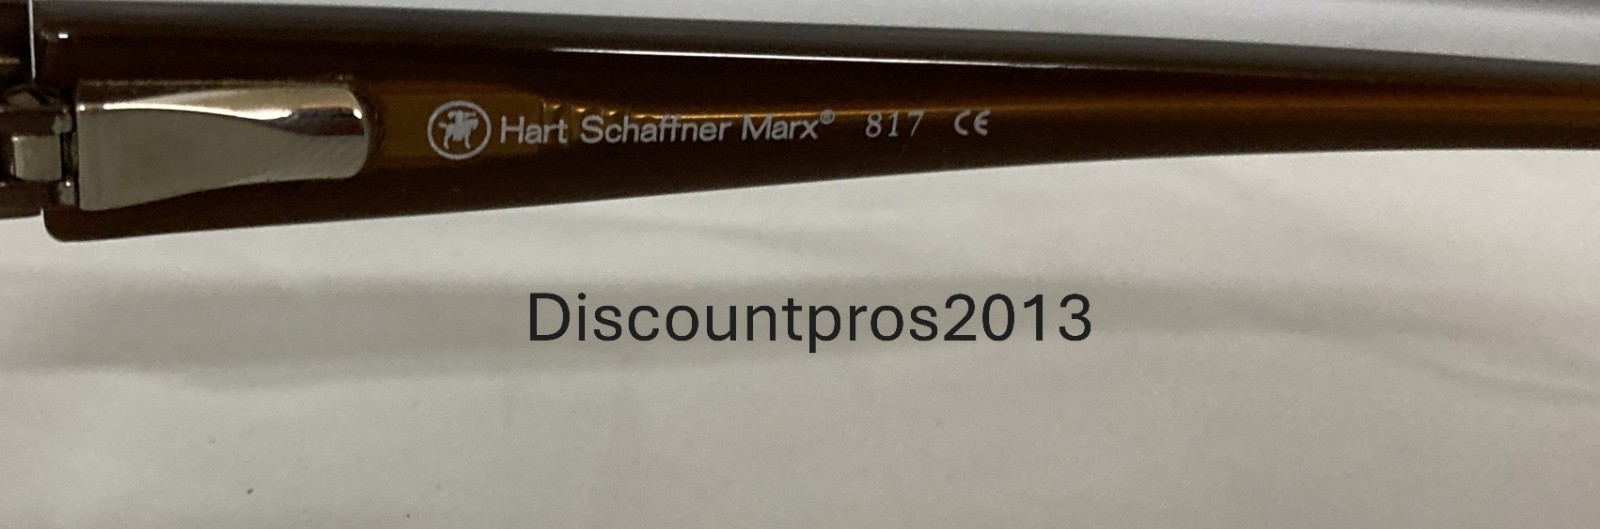 Hart Schaffner Marx® 817 CE
Discountpros2013